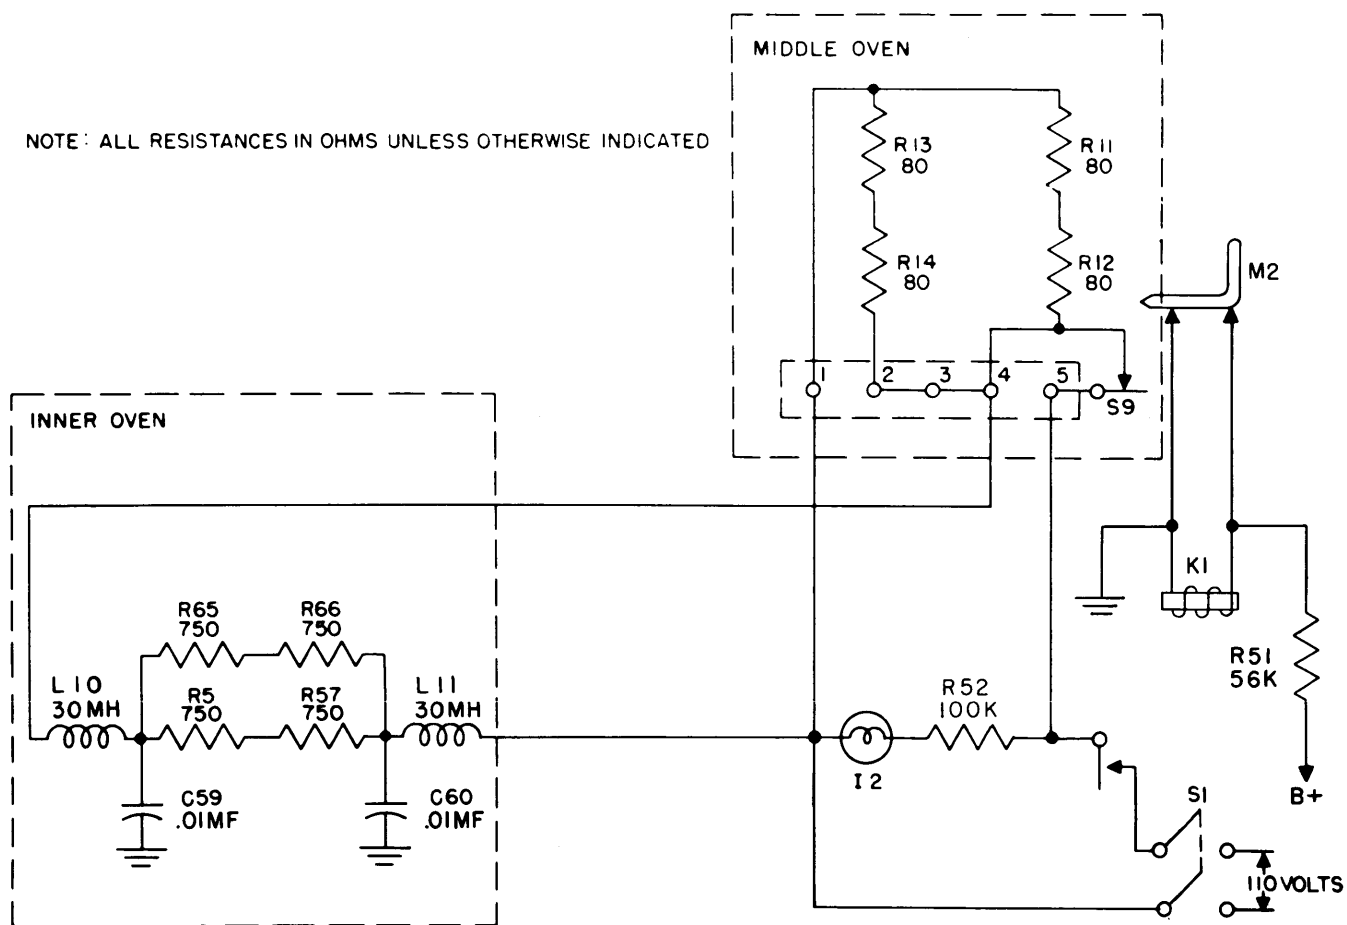 MIDDLE OVEN
NOTE: ALL RESISTANCES IN OHMS UNLESS OTHERWISE INDICATED
R13
80
R11
80
R14
80
R12
80
M2
1
2
3
4
5
S9
INNER OVEN
K1
R65
750
R66
750
R51
56K
L10
30MH
R5
750
R57
750
L11
30MH
R52
100K
I2
C59
.01MF
C60
.01MF
S1
B+
110 VOLTS